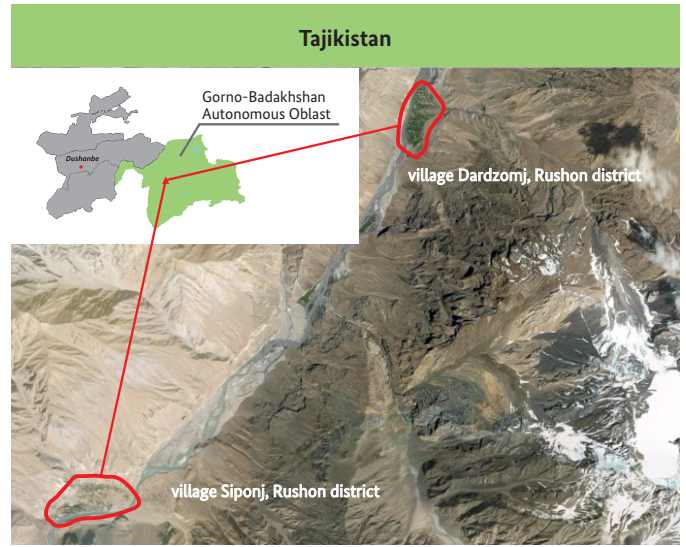 Tajikistan
Gorno-Badakhshan
Autonomous Oblast
Dushanbe
village Dardzomj, Rushon district
village Siponj, Rushon district